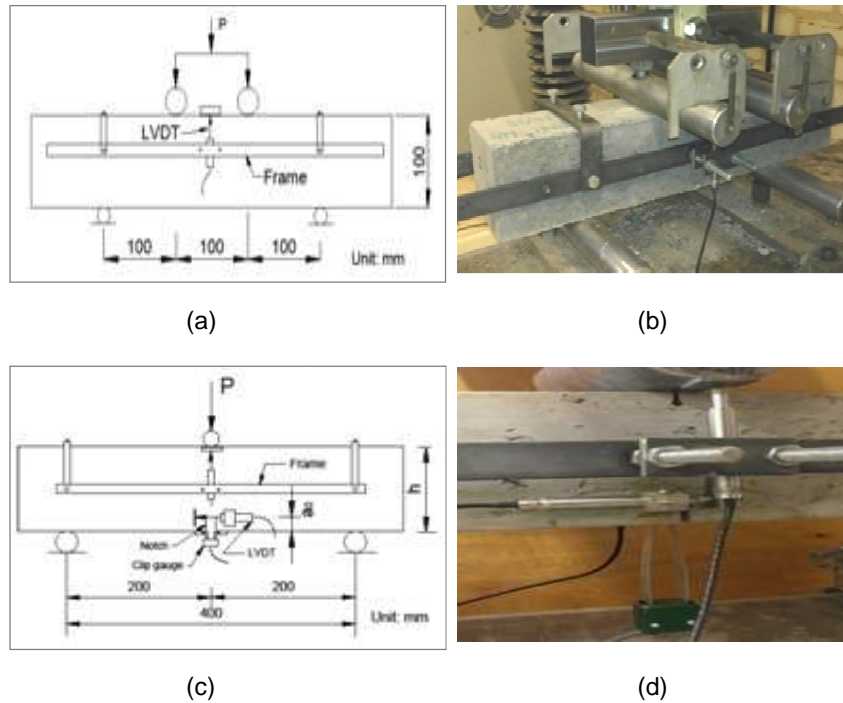 P
LVDT
Frame
100
100 100 100
Unit: mm
(a)
(b)
P
Frame
h
a₀
Notch
LVDT
Clip gauge
200 200
400
Unit: mm
(c)
(d)